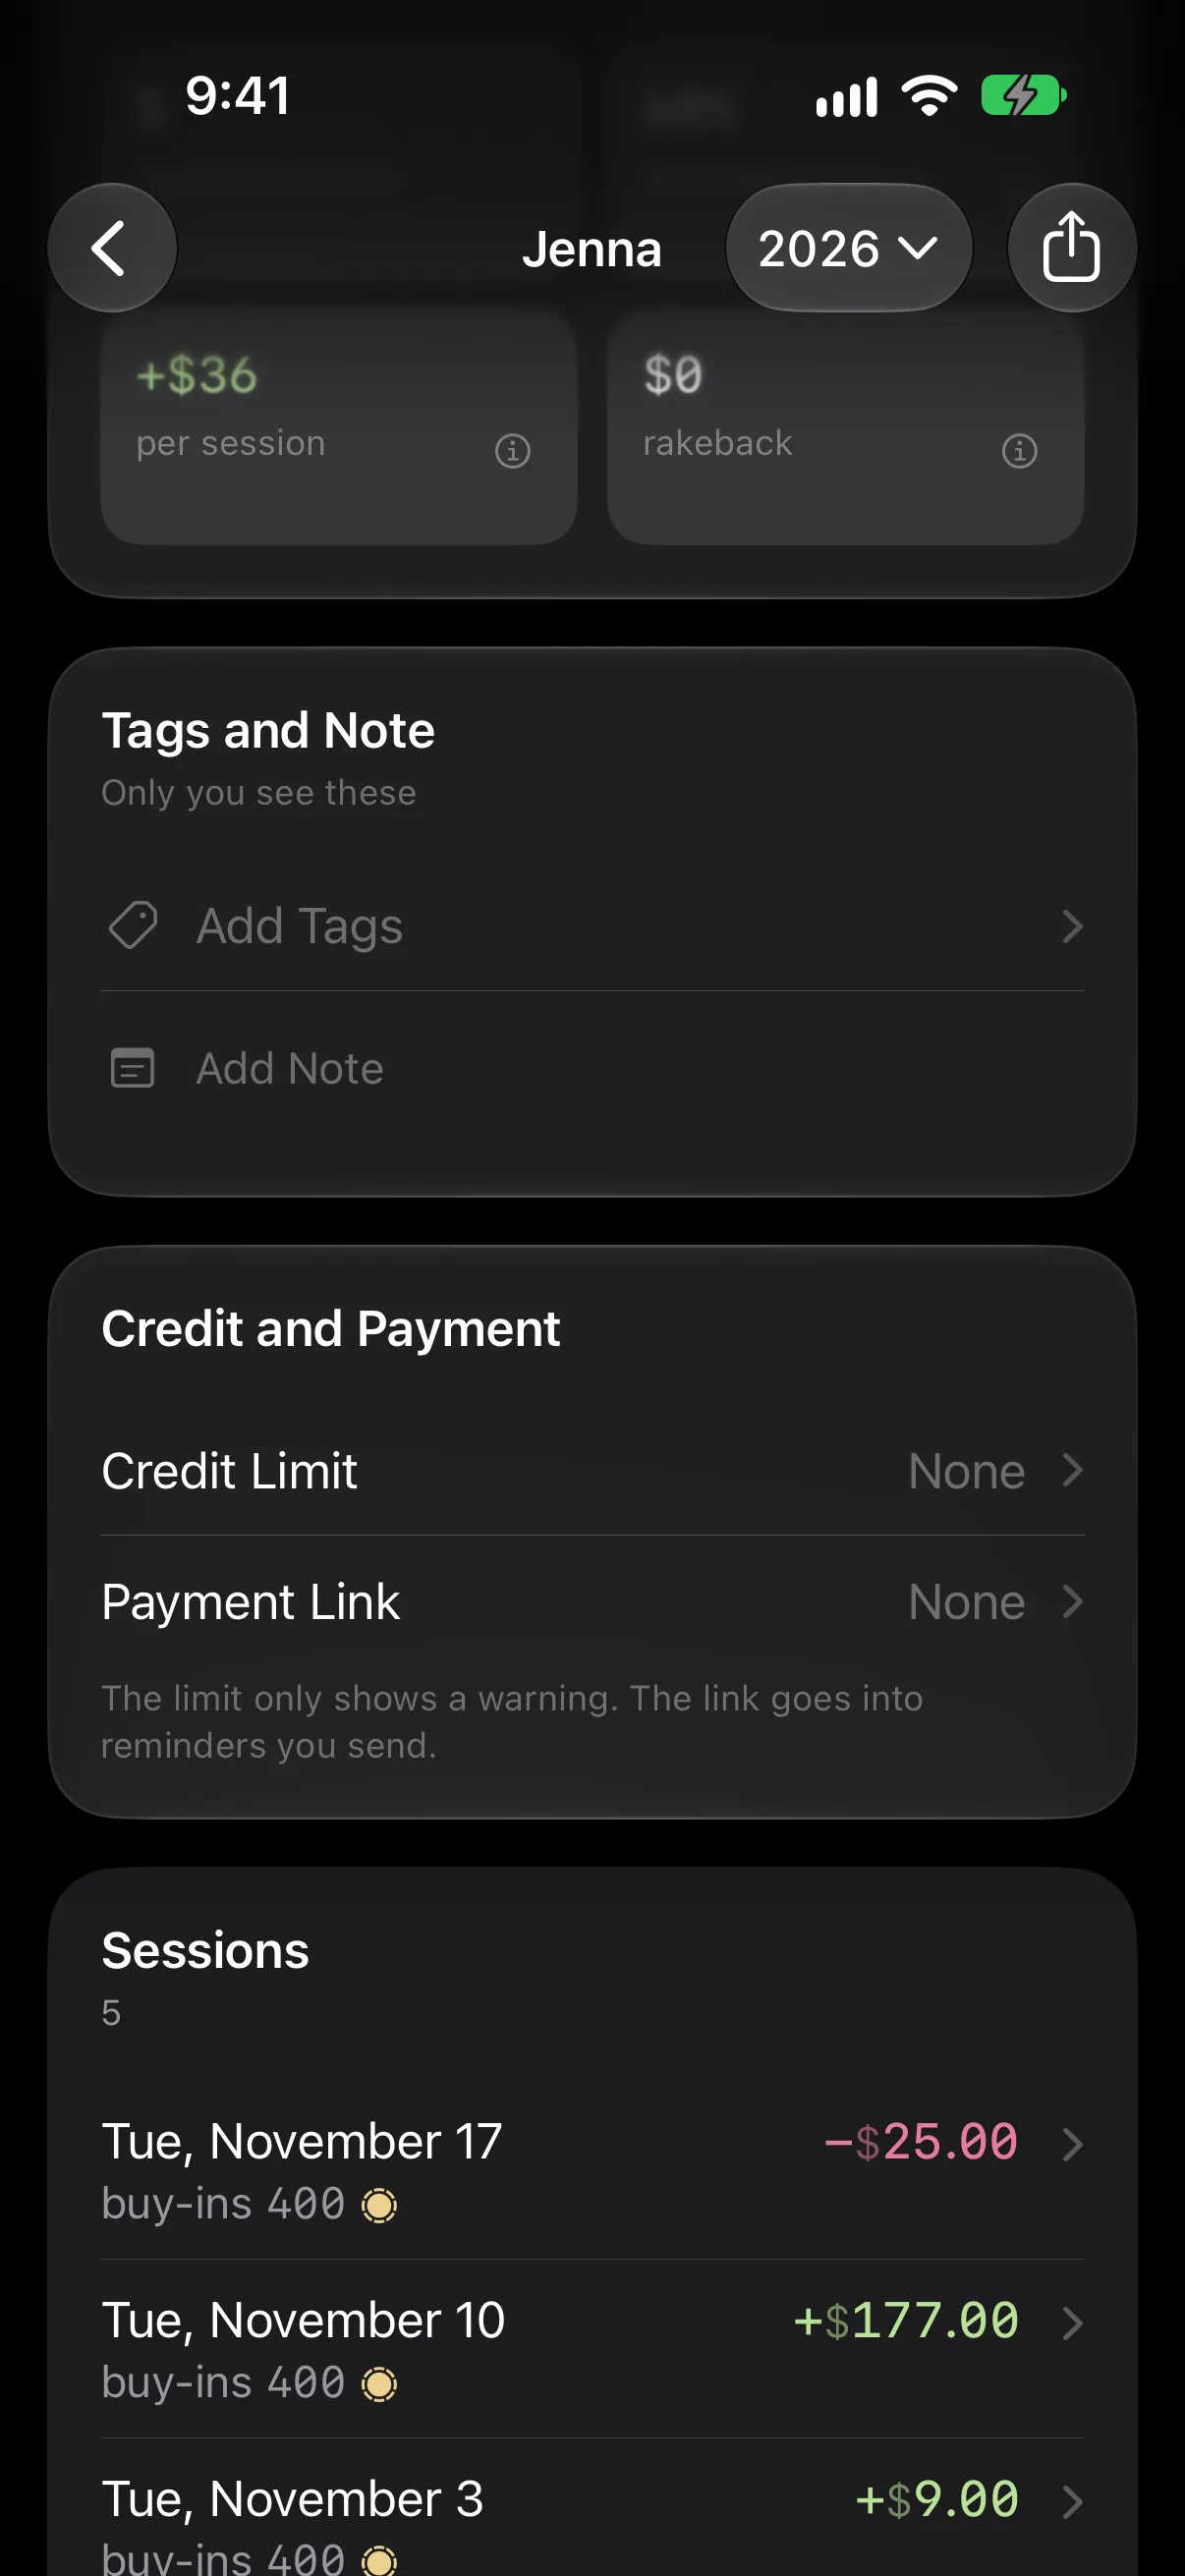 9:41
Jenna
2026
+$36
$0
per session
rakeback
Tags and Note
Only you see these
Add Tags
Add Note
Credit and Payment
Credit Limit None
Payment Link None
The limit only shows a warning. The link goes into
reminders you send.
Sessions
5
Tue, November 17 –$25.00
buy-ins 400
Tue, November 10 +$177.00
buy-ins 400
Tue, November 3 +$9.00
buy-ins 400